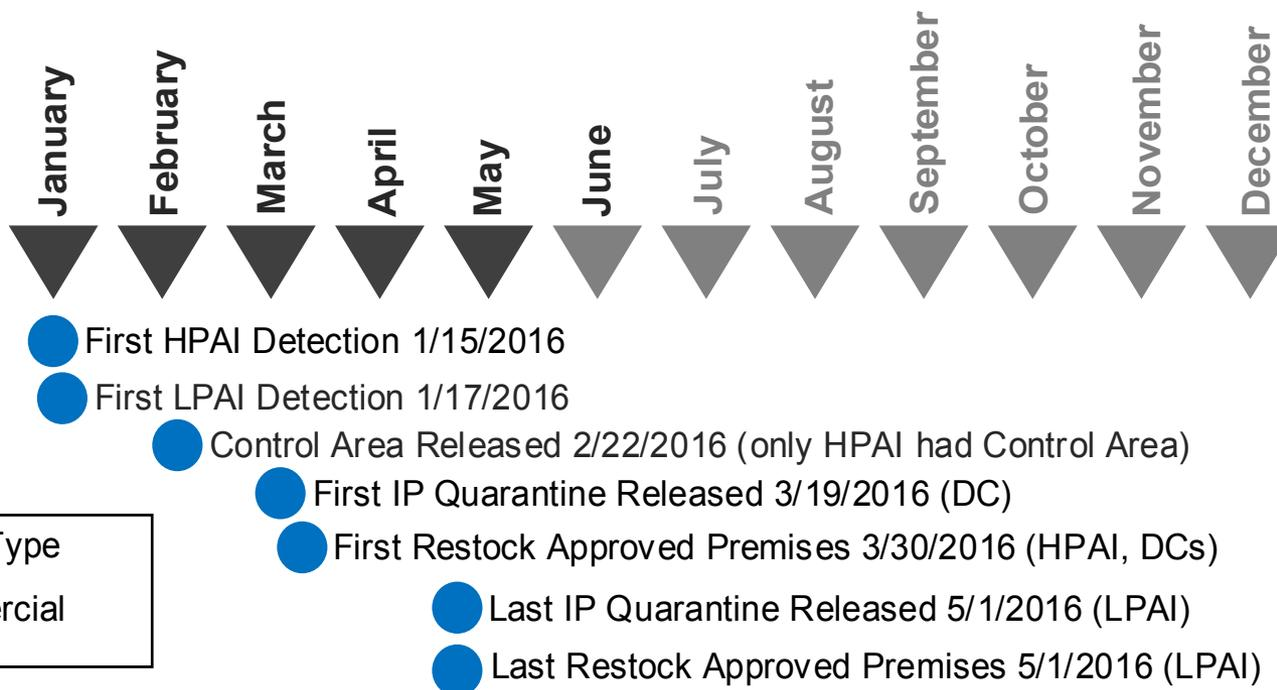 January
February
March
April
May
June
July
August
September
October
November
December
First HPAI Detection 1/15/2016
First LPAI Detection 1/17/2016
Control Area Released 2/22/2016 (only HPAI had Control Area)
First IP Quarantine Released 3/19/2016 (DC)
First Restock Approved Premises 3/30/2016 (HPAI, DCs)
Type
Last IP Quarantine Released 5/1/2016 (LPAI)
ercial
Last Restock Approved Premises 5/1/2016 (LPAI)